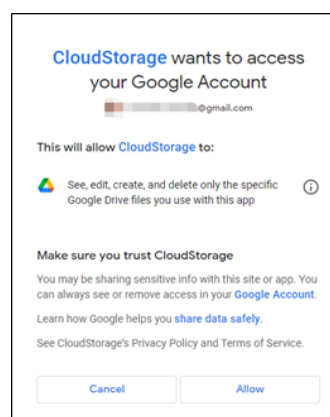 CloudStorage wants to access
your Google Account
@gmail.com
This will allow CloudStorage to:
See, edit, create, and delete only the specific
Google Drive files you use with this app
Make sure you trust CloudStorage
You may be sharing sensitive info with this site or app. You
can always see or remove access in your Google Account.
Learn how Google helps you share data safely.
See CloudStorage's Privacy Policy and Terms of Service.
Cancel
Allow